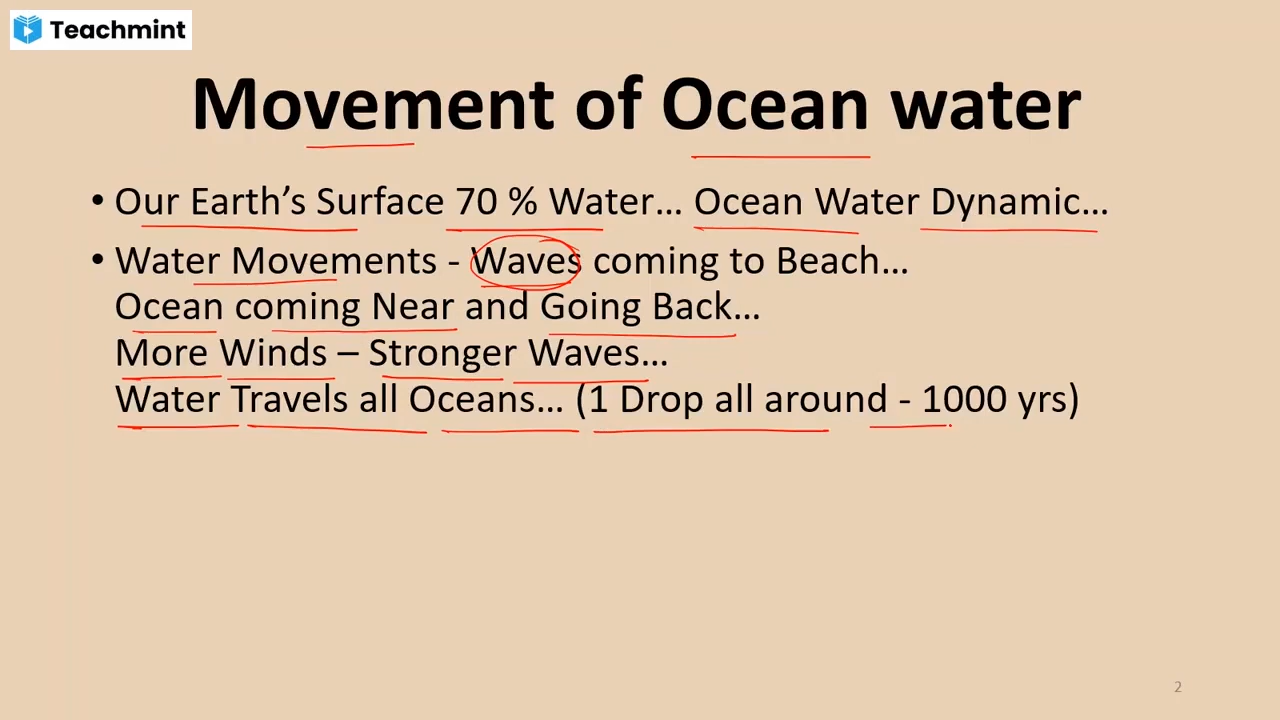 Teachmint
Movement of Ocean water
• Our Earth’s Surface 70 % Water… Ocean Water Dynamic…
• Water Movements - Waves coming to Beach…
Ocean coming Near and Going Back…
More Winds – Stronger Waves…
Water Travels all Oceans… (1 Drop all around - 1000 yrs)
2